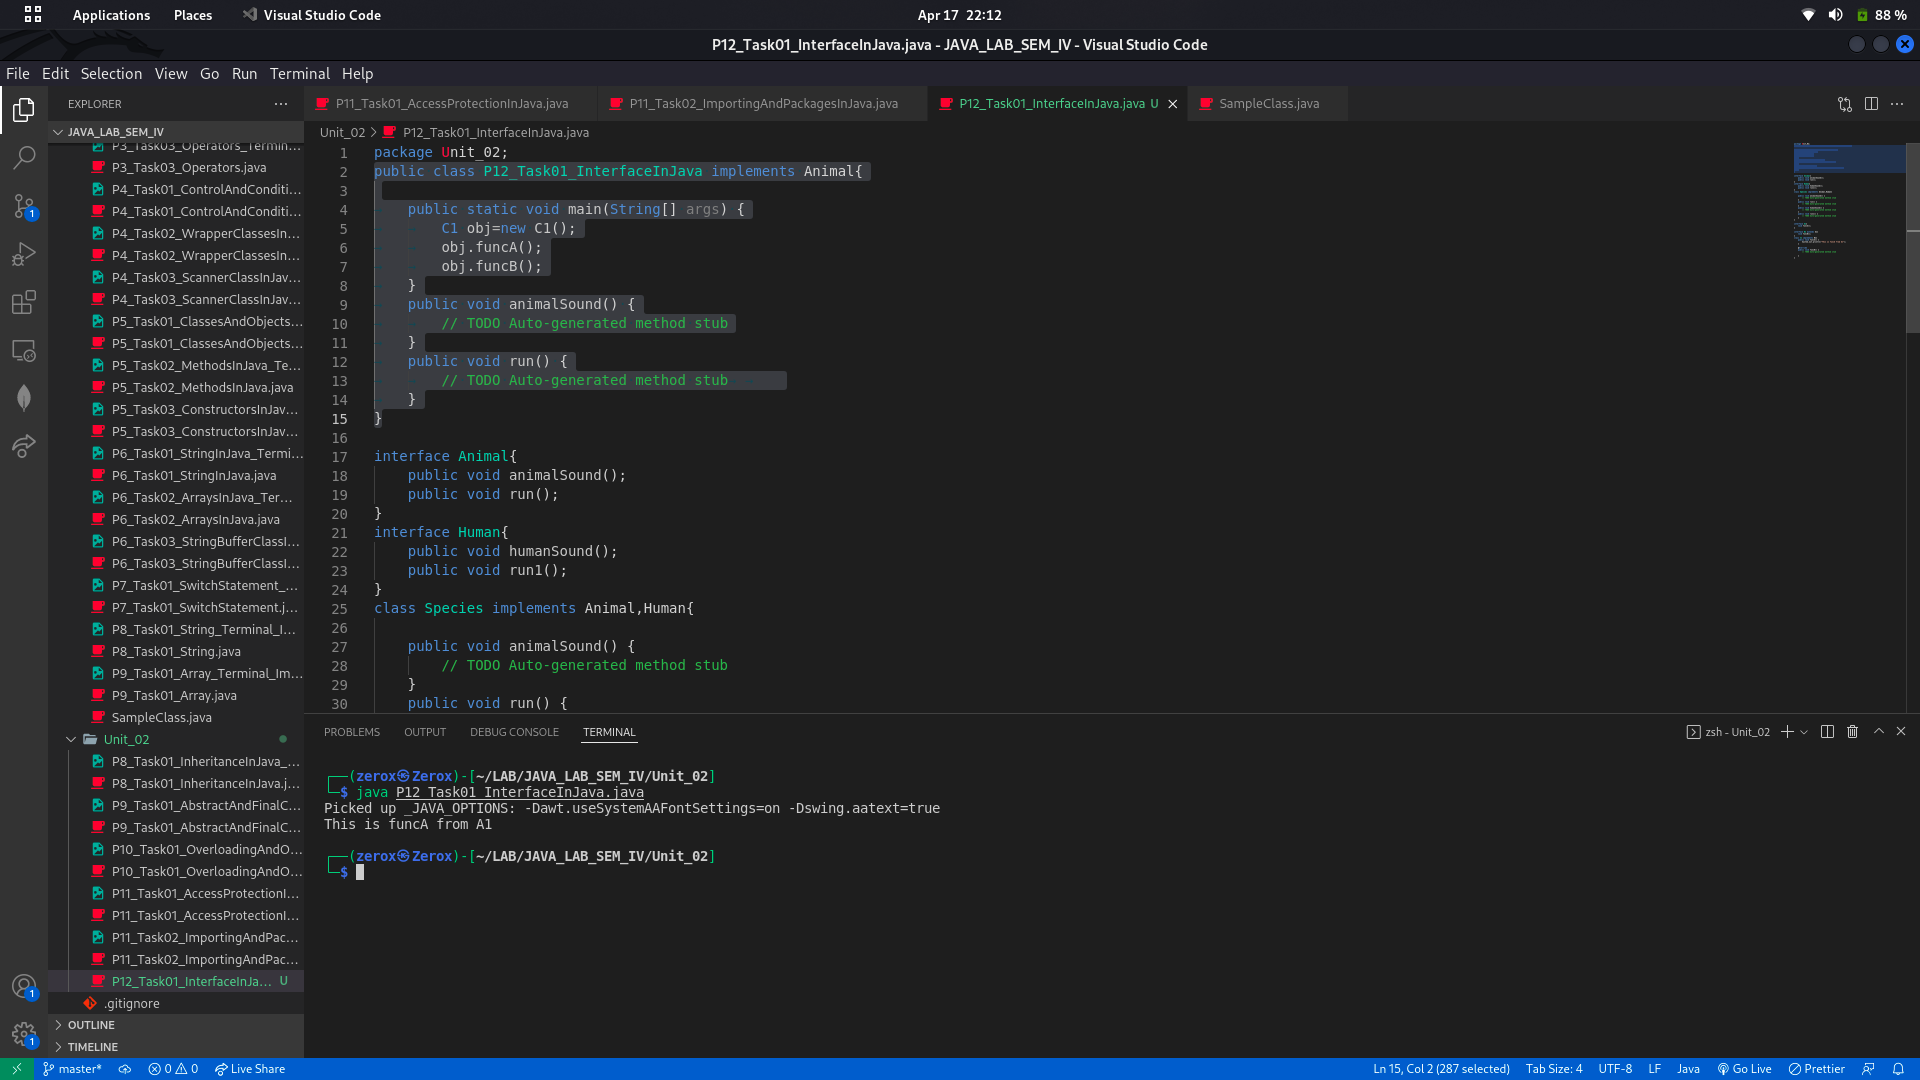 Applications Places Visual Studio Code Apr 17 22:12 88 %
P12_Task01_InterfaceInJava.java - JAVA_LAB_SEM_IV - Visual Studio Code
File Edit Selection View Go Run Terminal Help
EXPLORER
JAVA_LAB_SEM_IV
P3_Task03_Operators_Termin...
P3_Task03_Operators.java
P4_Task01_ControlAndConditi...
P4_Task01_ControlAndConditi...
P4_Task02_WrapperClassesIn...
P4_Task02_WrapperClassesIn...
P4_Task03_ScannerClassInJav...
P4_Task03_ScannerClassInJav...
P5_Task01_ClassesAndObjects...
P5_Task01_ClassesAndObjects...
P5_Task02_MethodsInJava_Te...
P5_Task02_MethodsInJava.java
P5_Task03_ConstructorsInJav...
P5_Task03_ConstructorsInJav...
P6_Task01_StringInJava_Termi...
P6_Task01_StringInJava.java
P6_Task02_ArraysInJava_Ter...
P6_Task02_ArraysInJava.java
P6_Task03_StringBufferClassI...
P6_Task03_StringBufferClassI...
P7_Task01_SwitchStatement_...
P7_Task01_SwitchStatement.j...
P8_Task01_String_Terminal_I...
P8_Task01_String.java
P9_Task01_Array_Terminal_Im...
P9_Task01_Array.java
SampleClass.java
Unit_02
P8_Task01_InheritanceInJava_...
P8_Task01_InheritanceInJava.j...
P9_Task01_AbstractAndFinalC...
P9_Task01_AbstractAndFinalC...
P10_Task01_OverloadingAndO...
P10_Task01_OverloadingAndO...
P11_Task01_AccessProtectionI...
P11_Task01_AccessProtectionI...
P11_Task02_ImportingAndPac...
P11_Task02_ImportingAndPac...
P12_Task01_InterfaceInJa... U
.gitignore
OUTLINE
TIMELINE
1
1
1
P11_Task01_AccessProtectionInJava.java P11_Task02_ImportingAndPackagesInJava.java P12_Task01_InterfaceInJava.java U SampleClass.java
Unit_02 > P12_Task01_InterfaceInJava.java
1 package Unit_02;
2 public class P12_Task01_InterfaceInJava implements Animal{
3
4 public static void main(String[] args) {
5 C1 obj=new C1();
6 obj.funcA();
7 obj.funcB();
8 }
9 public void animalSound() {
10 // TODO Auto-generated method stub
11 }
12 public void run() {
13 // TODO Auto-generated method stub
14 }
15 }
16
17 interface Animal{
18 public void animalSound();
19 public void run();
20 }
21 interface Human{
22 public void humanSound();
23 public void run1();
24 }
25 class Species implements Animal,Human{
26
27 public void animalSound() {
28 // TODO Auto-generated method stub
29 }
30 public void run() {
PROBLEMS OUTPUT DEBUG CONSOLE TERMINAL zsh - Unit_02
┌──(zerox㉿Zerox)-[~/LAB/JAVA_LAB_SEM_IV/Unit_02]
└─$ java P12_Task01_InterfaceInJava.java
Picked up _JAVA_OPTIONS: -Dawt.useSystemAAFontSettings=on -Dswing.aatext=true
This is funcA from A1
┌──(zerox㉿Zerox)-[~/LAB/JAVA_LAB_SEM_IV/Unit_02]
└─$
master* 0 0 Live Share Ln 15, Col 2 (287 selected) Tab Size: 4 UTF-8 LF Java Go Live Prettier